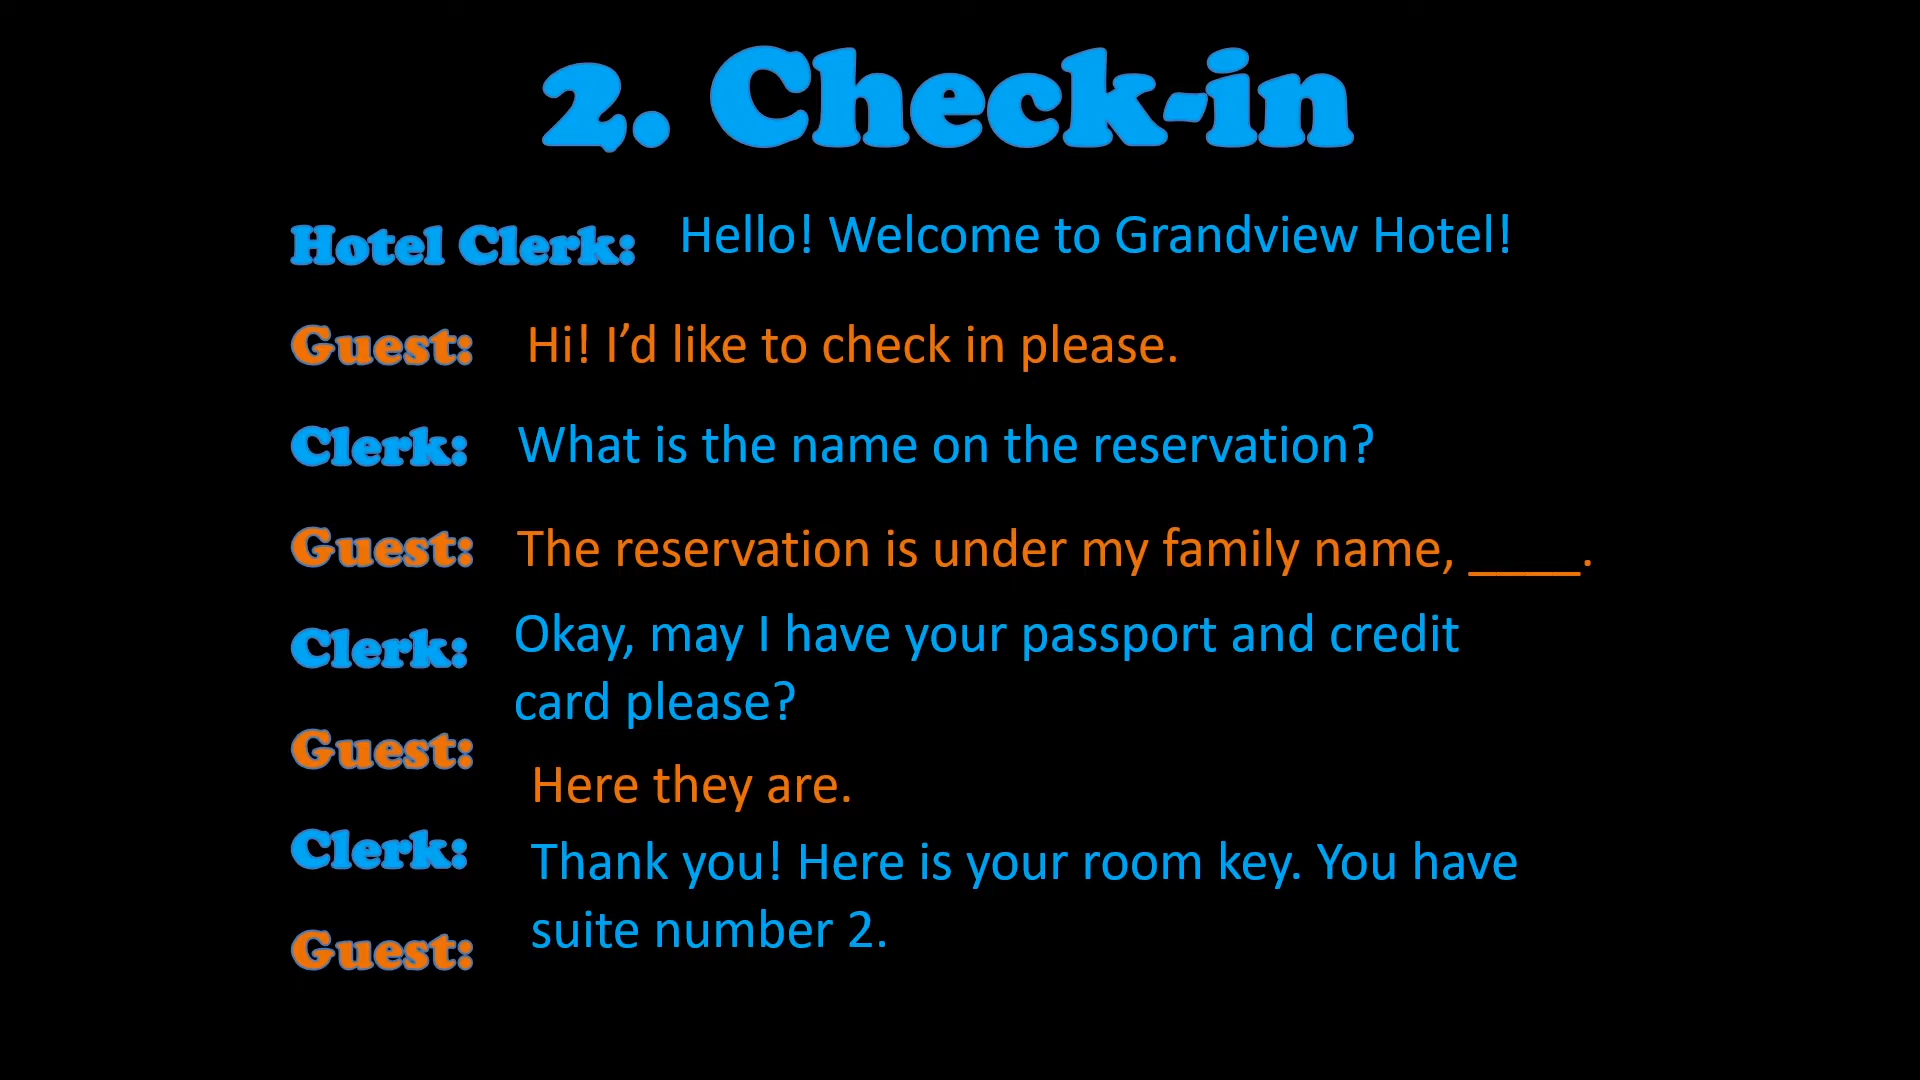 2. Check-in
Hotel Clerk: Hello! Welcome to Grandview Hotel!
Guest: Hi! I’d like to check in please.
Clerk: What is the name on the reservation?
Guest: The reservation is under my family name, ____.
Clerk: Okay, may I have your passport and credit
card please?
Guest: Here they are.
Clerk: Thank you! Here is your room key. You have
suite number 2.
Guest: